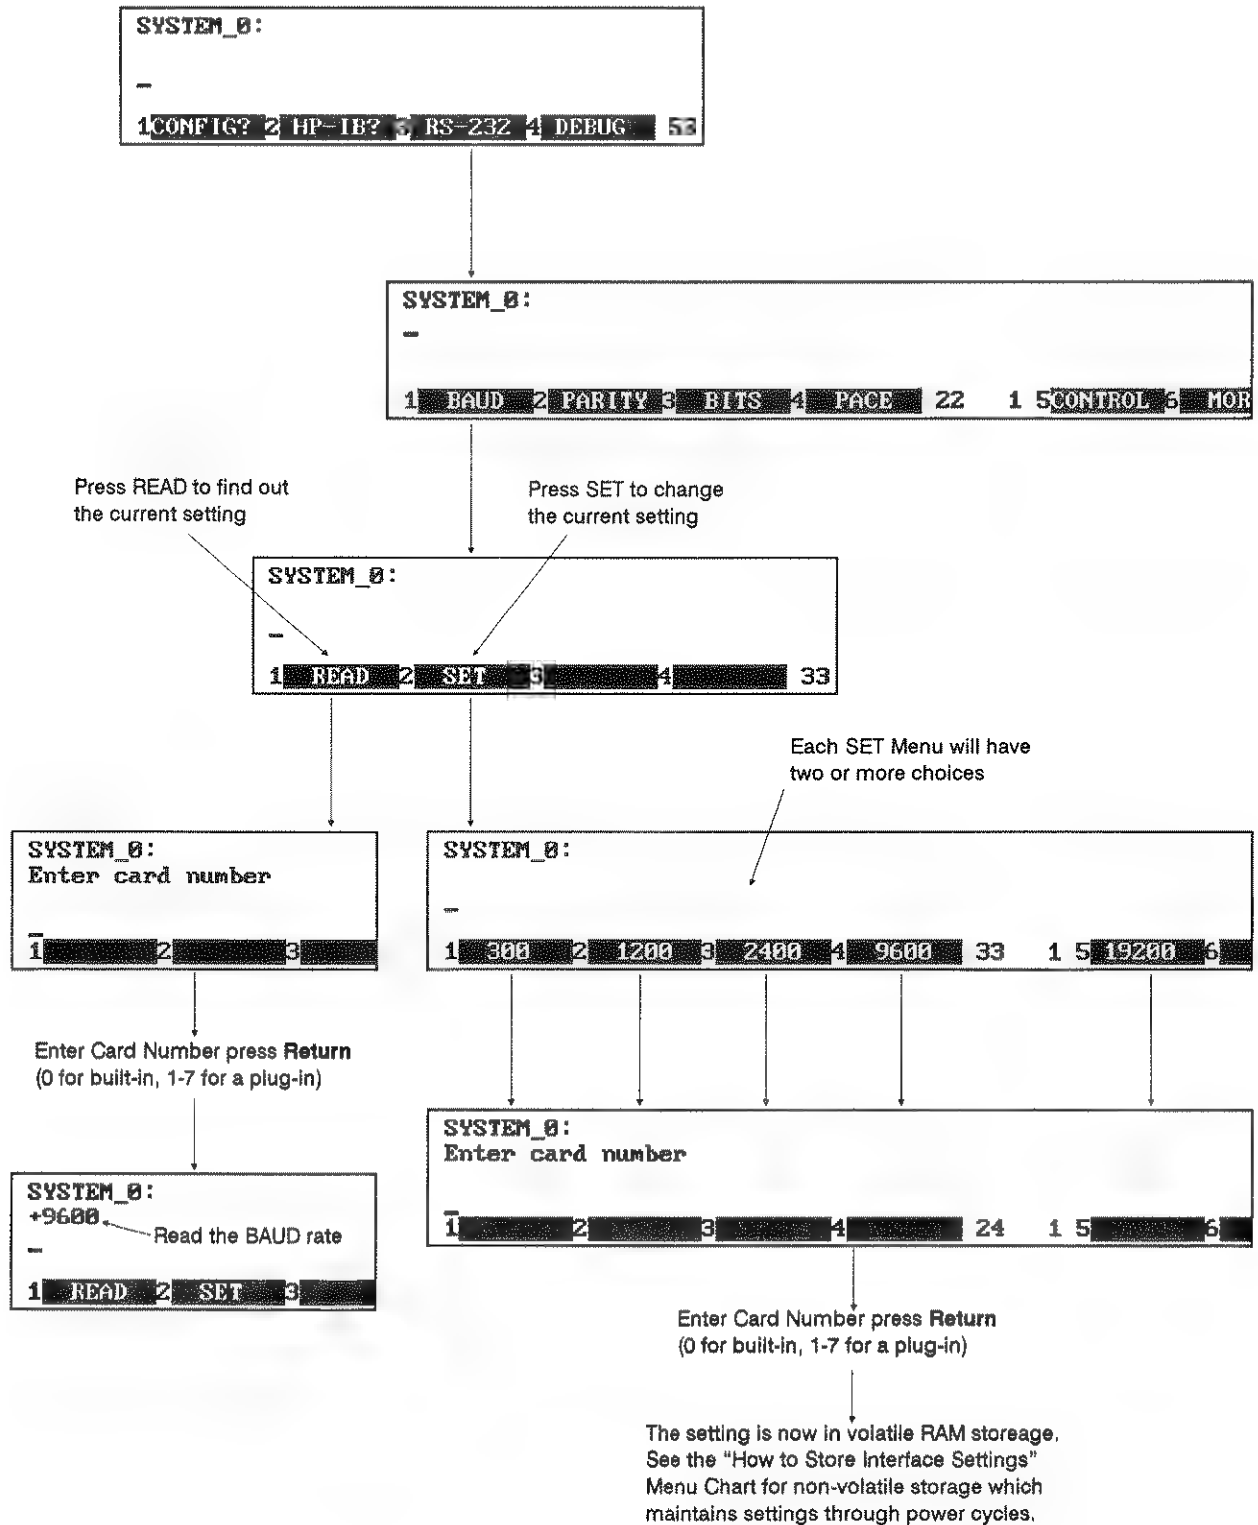 SYSTEM_0:
_
1 CONFIG? 2 HP-IB? 3 RS-232 4 DEBUG 53
SYSTEM_0:
_
1 BAUD 2 PARITY 3 BITS 4 PACE 22 1 5 CONTROL 6 MOR
Press READ to find out
the current setting
Press SET to change
the current setting
SYSTEM_0:
_
1 READ 2 SET 3 4 33
Each SET Menu will have
two or more choices
SYSTEM_0:
Enter card number
_
1 2 3
SYSTEM_0:
_
1 300 2 1200 3 2400 4 9600 33 1 5 19200 6
Enter Card Number press Return
(0 for built-in, 1-7 for a plug-in)
SYSTEM_0:
Enter card number
_
1 2 3 4 24 1 5 6
SYSTEM_0:
+9600
Read the BAUD rate
_
1 READ 2 SET 3
Enter Card Number press Return
(0 for built-in, 1-7 for a plug-in)
The setting is now in volatile RAM storeage.
See the "How to Store Interface Settings"
Menu Chart for non-volatile storage which
maintains settings through power cycles.